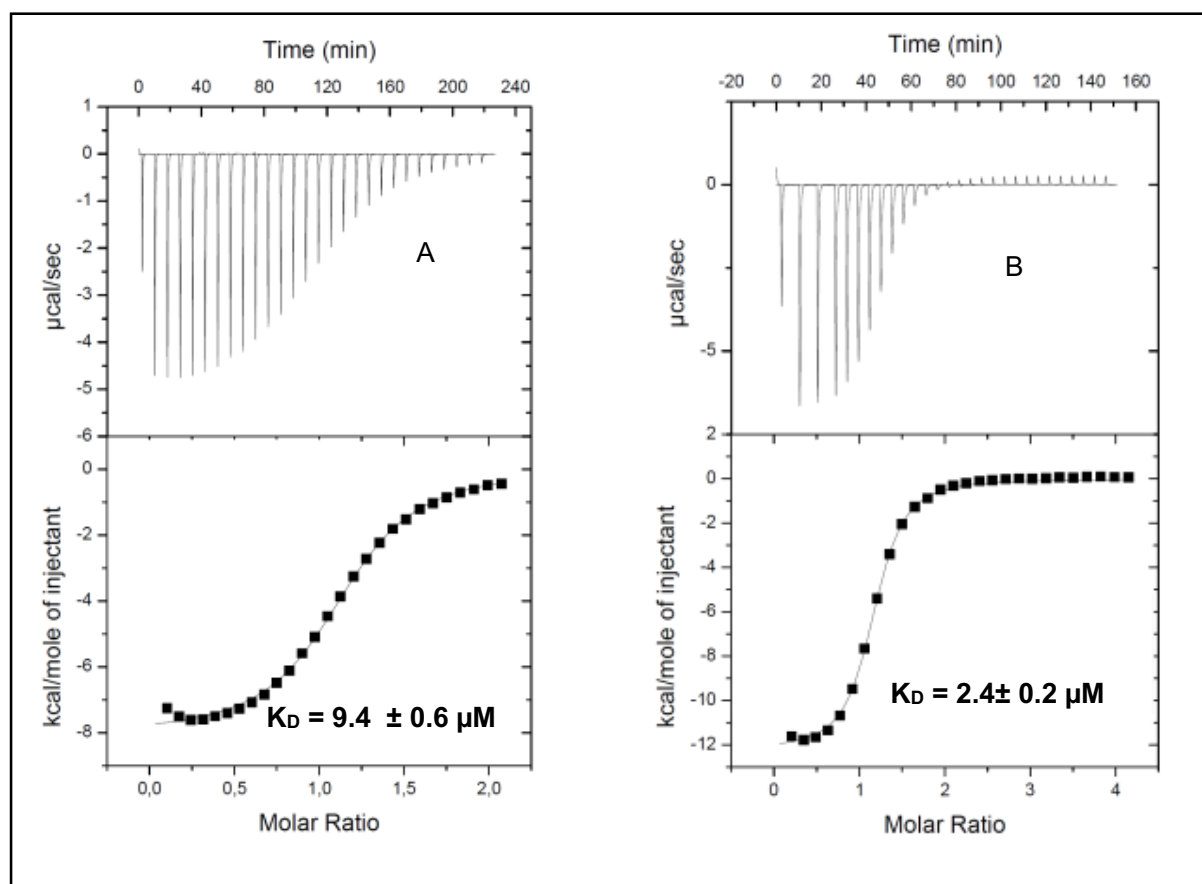 Time (min)
0 40 80 120 160 200 240
1
0
-1
-2
-3
-4
-5
-6
µcal/sec
A
0
-2
-4
-6
-8
kcal/mole of injectant
K_D = 9.4 ± 0.6 µM
0,0 0,5 1,0 1,5 2,0
Molar Ratio
Time (min)
-20 0 20 40 60 80 100 120 140 160
0
-5
µcal/sec
B
2
0
-2
-4
-6
-8
-10
-12
kcal/mole of injectant
K_D = 2.4± 0.2 µM
0 1 2 3 4
Molar Ratio